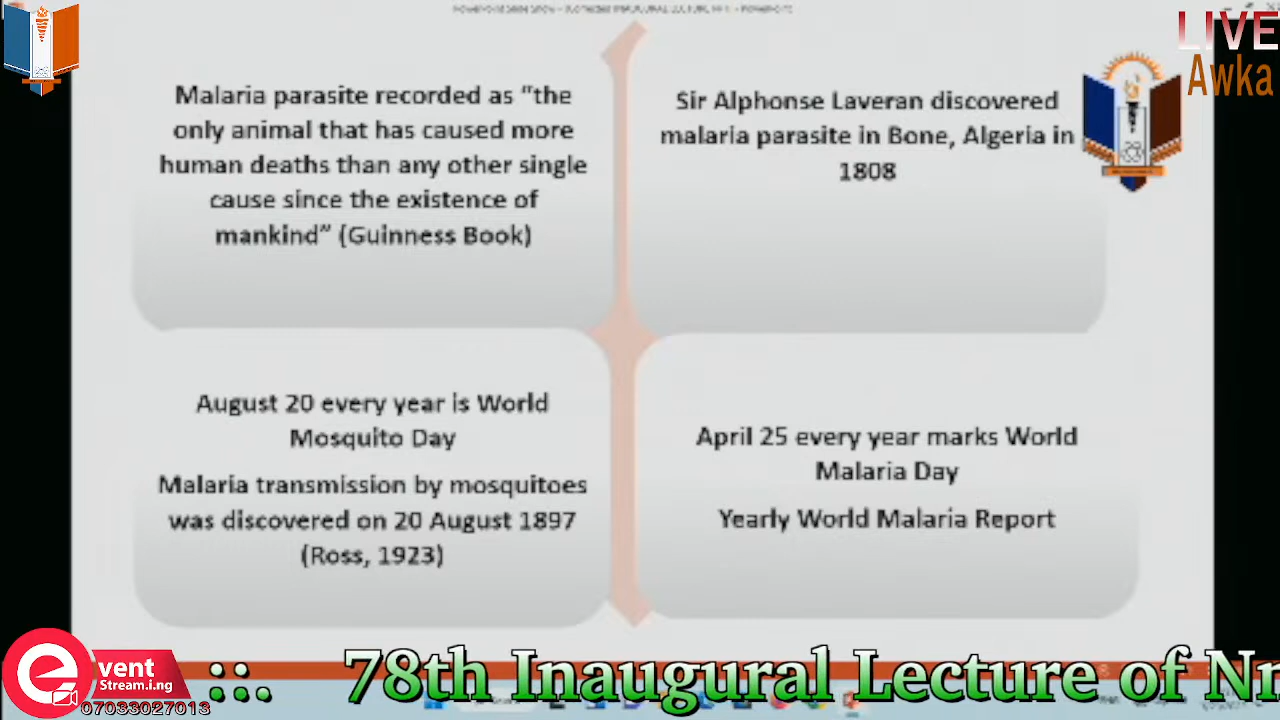 LIVE
Awka
Malaria parasite recorded as "the
only animal that has caused more
human deaths than any other single
cause since the existence of
mankind" (Guinness Book)
Sir Alphonse Laveran discovered
malaria parasite in Bone, Algeria in
1808
August 20 every year is World
Mosquito Day
Malaria transmission by mosquitoes
was discovered on 20 August 1897
(Ross, 1923)
April 25 every year marks World
Malaria Day
Yearly World Malaria Report
event
Stream.i.ng
07033027013
::. 78th Inaugural Lecture of Nn